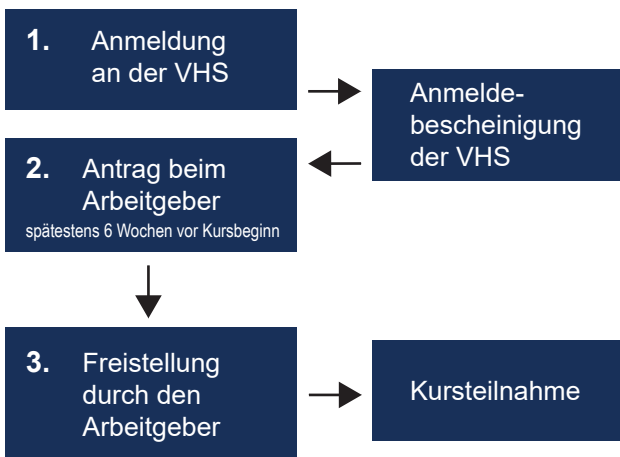 1. Anmeldung
an der VHS
Anmelde-
bescheinigung
der VHS
2. Antrag beim
Arbeitgeber
spätestens 6 Wochen vor Kursbeginn
3. Freistellung
durch den
Arbeitgeber
Kursteilnahme